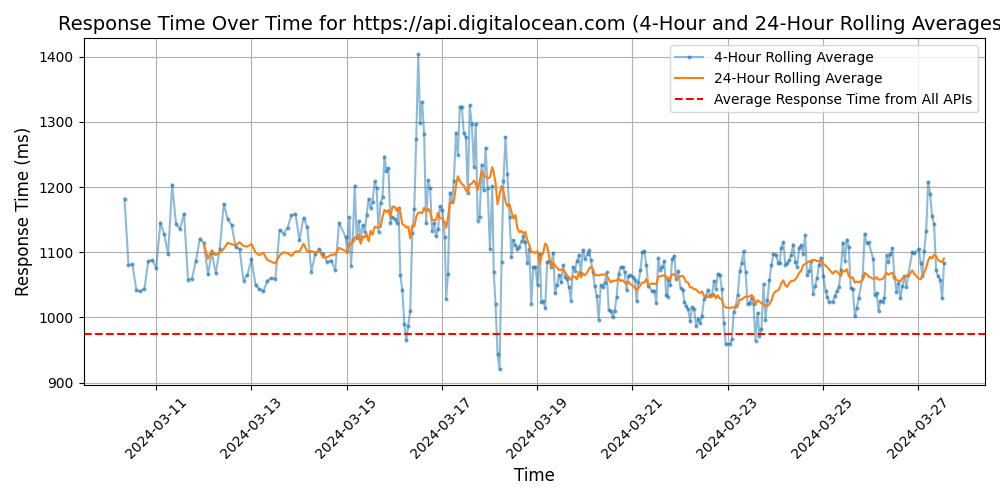 Response Time Over Time for https://api.digitalocean.com (4-Hour and 24-Hour Rolling Averages
4-Hour Rolling Average
24-Hour Rolling Average
Average Response Time from All APIs
Response Time (ms)
1400
1300
1200
1100
1000
900
2024-03-11
2024-03-13
2024-03-15
2024-03-17
2024-03-19
2024-03-21
2024-03-23
2024-03-25
2024-03-27
Time